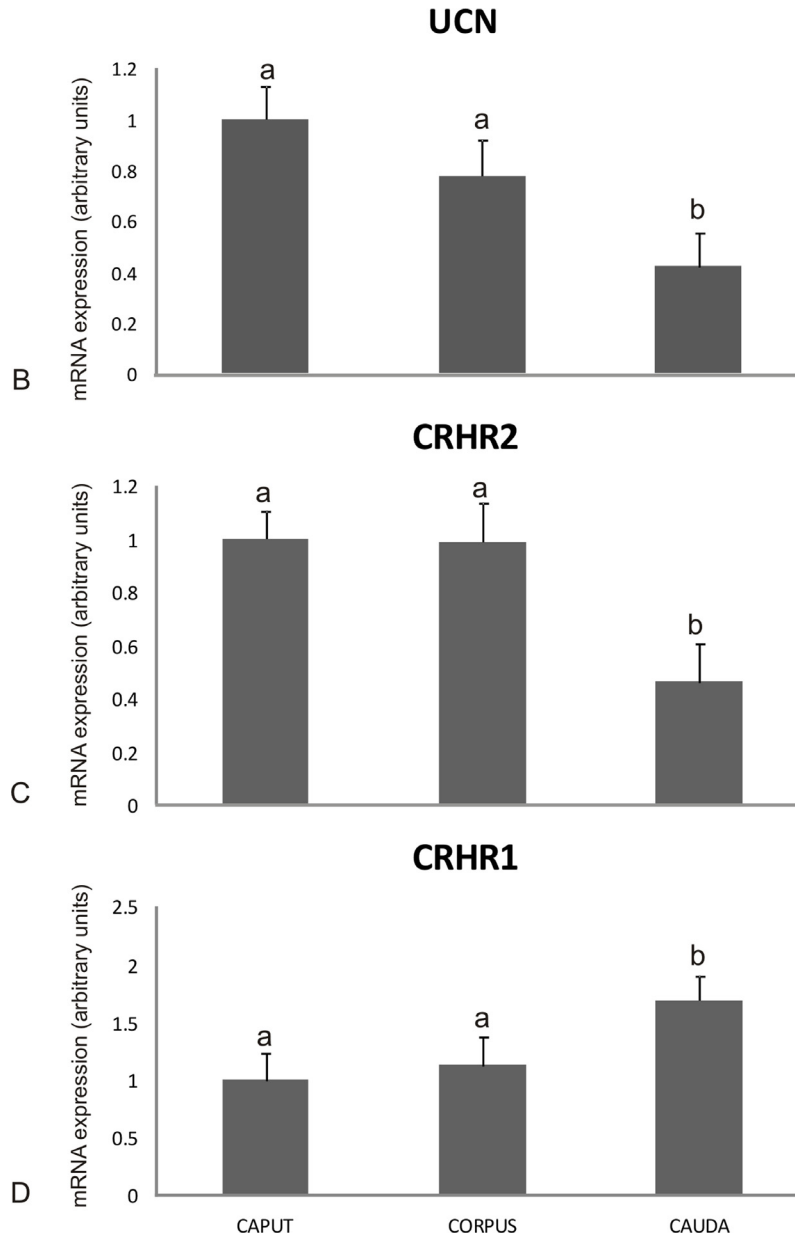 UCN
mRNA expression (arbitrary units)
1.2
1
0.8
0.6
0.4
0.2
0
a
a
b
B
CRHR2
mRNA expression (arbitrary units)
1.2
1
0.8
0.6
0.4
0.2
0
a
a
b
C
CRHR1
mRNA expression (arbitrary units)
2.5
2
1.5
1
0.5
0
a
a
b
D
CAPUT CORPUS CAUDA